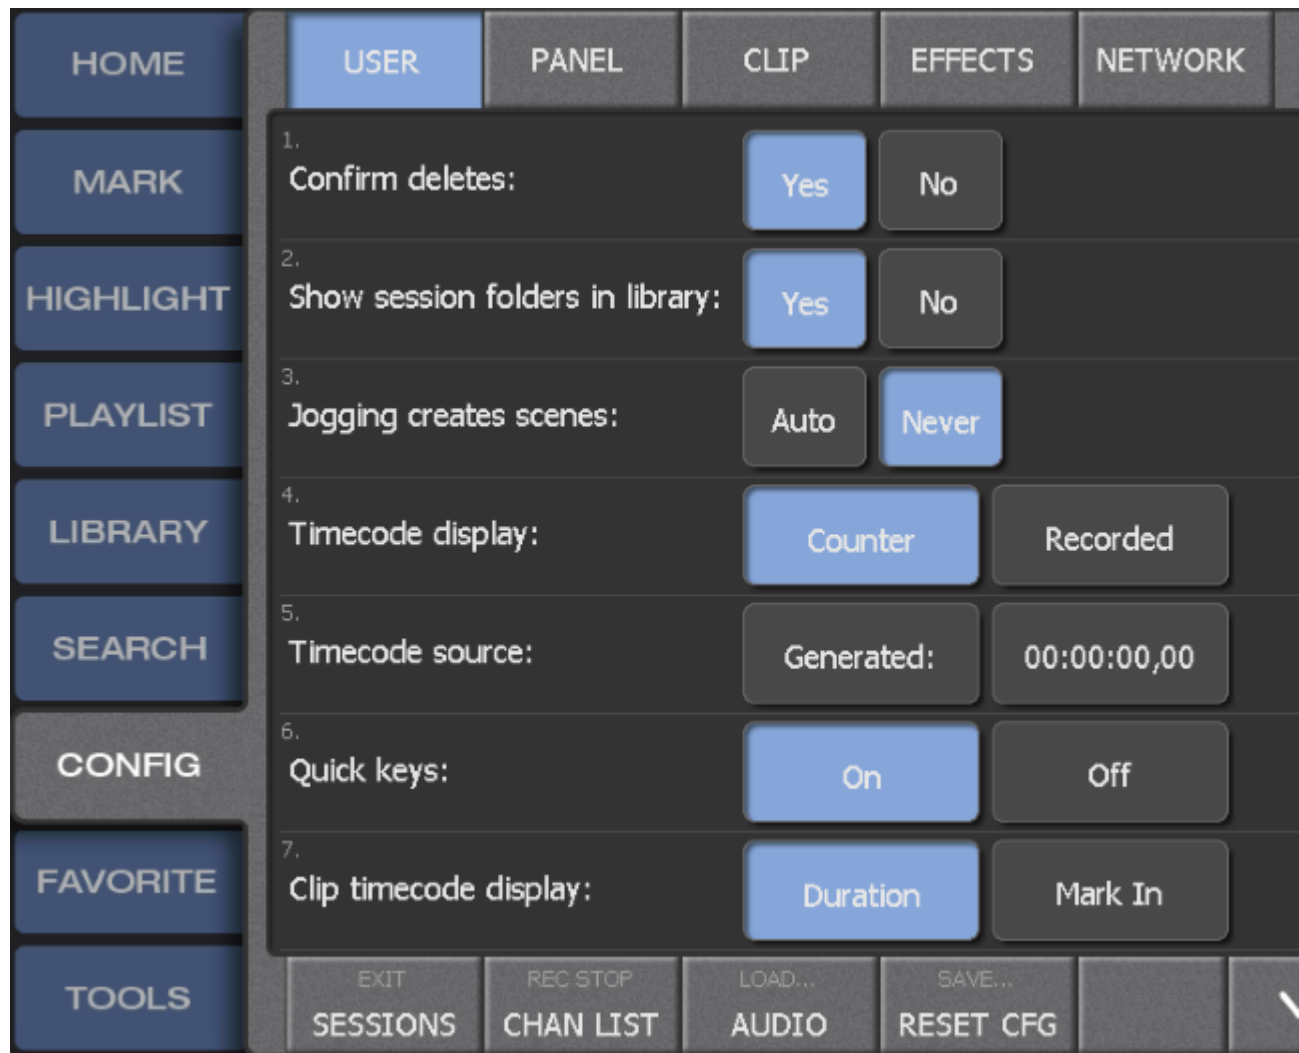 HOME
MARK
HIGHLIGHT
PLAYLIST
LIBRARY
SEARCH
CONFIG
FAVORITE
TOOLS
USER PANEL CLIP EFFECTS NETWORK
1.
Confirm deletes: Yes No
2.
Show session folders in library: Yes No
3.
Jogging creates scenes: Auto Never
4.
Timecode display: Counter Recorded
5.
Timecode source: Generated: 00:00:00,00
6.
Quick keys: On Off
7.
Clip timecode display: Duration Mark In
EXIT REC STOP LOAD... SAVE...
SESSIONS CHAN LIST AUDIO RESET CFG